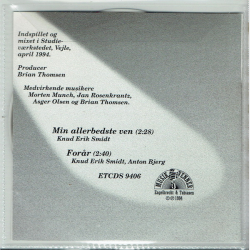 Indspillet og
mixet i Studie-
værkstedet, Vejle,
april 1994.
Producer
Brian Thomsen
Medvirkende musikere
Morten Munch, Jan Rosenkrantz,
Asger Olsen og Brian Thomsen.
Min allerbedste ven (2:28)
Knud Erik Smidt
Forår (2:40)
Knud Erik Smidt, Anton Bjerg
ETCDS 9406
Engelbrecht & Thomsen